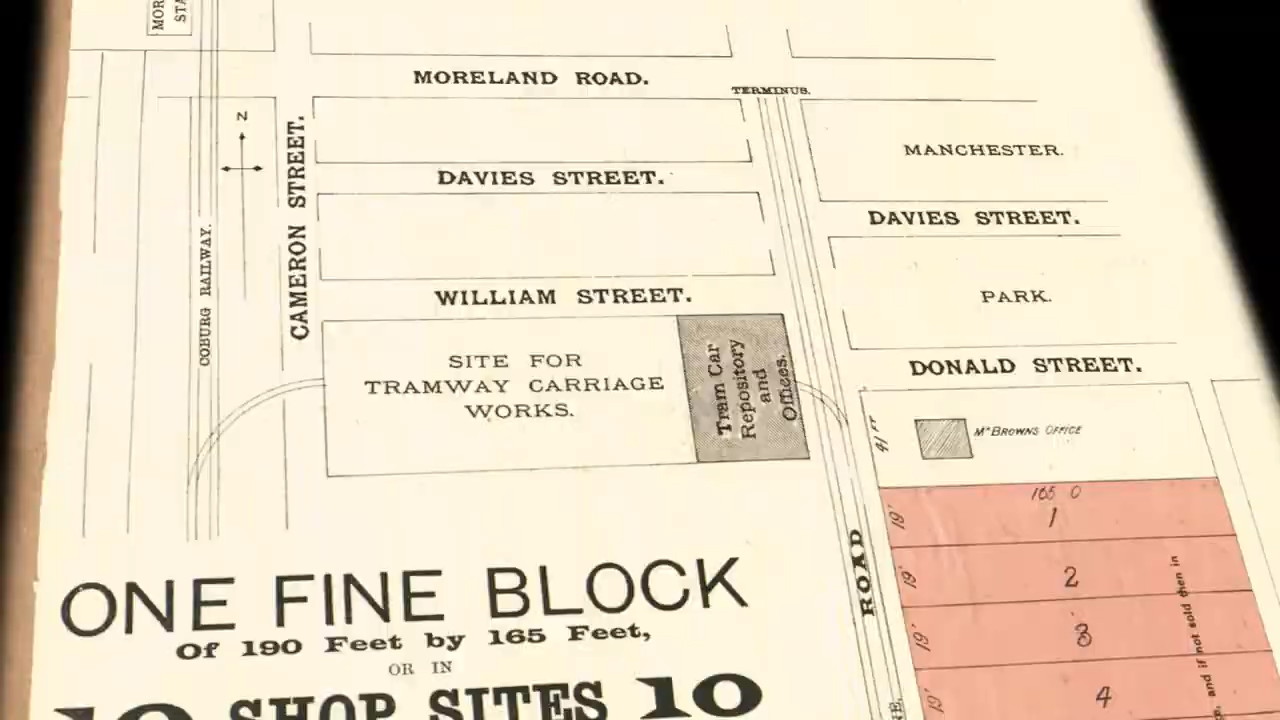 MOR
STA
MORELAND ROAD.
TERMINUS.
N
MANCHESTER.
CAMERON STREET.
DAVIES STREET.
DAVIES STREET.
COBURG RAILWAY.
WILLIAM STREET.
PARK.
SITE FOR
TRAMWAY CARRIAGE
WORKS.
Tram Car
Repository
and
Offices.
DONALD STREET.
41 FT
Mr BROWNS OFFICE
165 0
19' 1
19' 2
19' 3
19' 4
ROAD
and if not sold then in
ONE FINE BLOCK
Of 190 Feet by 165 Feet,
OR IN
10 SHOP SITES 10